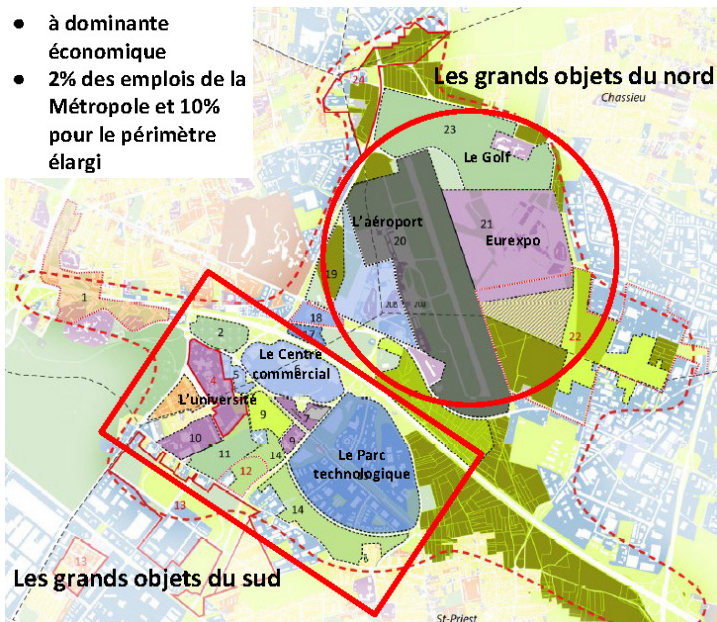 ● à dominante
économique
● 2% des emplois de la
Métropole et 10%
pour le périmètre
élargi
Les grands objets du nord
Chassieu
24
23
Le Golf
L'aéroport
20
21
Eurexpo
19
1
18
17
22
2
Le Centre
commercial
4
5
6
L'université
9
7
10
11
9
14
12
Le Parc
technologique
13
14
13
Les grands objets du sud
St-Priest